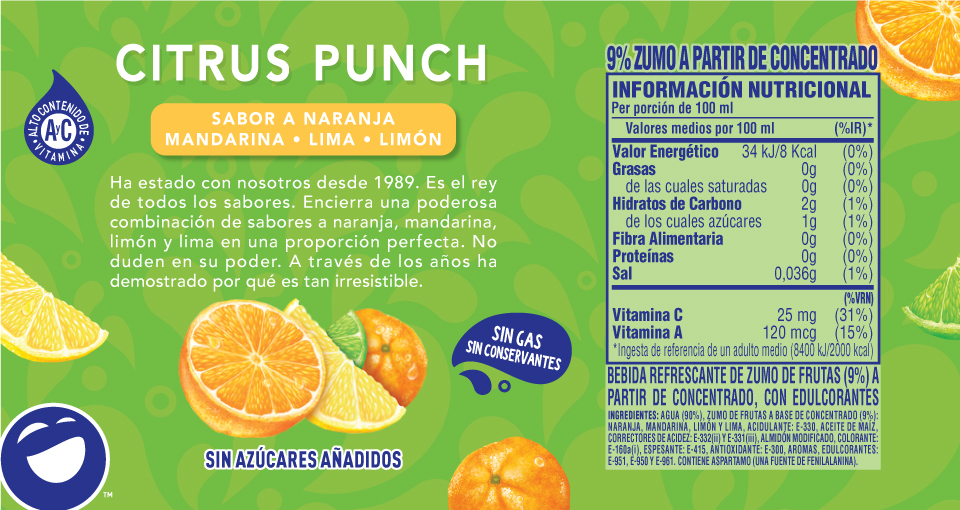 CITRUS PUNCH
SABOR A NARANJA
MANDARINA • LIMA • LIMÓN
• ALTO CONTENIDO DE •
VITAMINA
A y C
Ha estado con nosotros desde 1989. Es el rey
de todos los sabores. Encierra una poderosa
combinación de sabores a naranja, mandarina,
limón y lima en una proporción perfecta. No
duden en su poder. A través de los años ha
demostrado por qué es tan irresistible.
SIN GAS
SIN CONSERVANTES
SIN AZÚCARES AÑADIDOS
TM
9% ZUMO A PARTIR DE CONCENTRADO
INFORMACIÓN NUTRICIONAL
Per porción de 100 ml
Valores medios por 100 ml (%IR)*
Valor Energético 34 kJ/8 Kcal (0%)
Grasas 0g (0%)
de las cuales saturadas 0g (0%)
Hidratos de Carbono 2g (1%)
de los cuales azúcares 1g (1%)
Fibra Alimentaria 0g (0%)
Proteínas 0g (0%)
Sal 0,036g (1%)
(%VRN)
Vitamina C 25 mg (31%)
Vitamina A 120 mcg (15%)
*Ingesta de referencia de un adulto medio (8400 kJ/2000 kcal)
BEBIDA REFRESCANTE DE ZUMO DE FRUTAS (9%) A
PARTIR DE CONCENTRADO, CON EDULCORANTES
INGREDIENTES: AGUA (90%), ZUMO DE FRUTAS A BASE DE CONCENTRADO (9%):
NARANJA, MANDARINA, LIMÓN Y LIMA, ACIDULANTE: E-330, ACEITE DE MAÍZ,
CORRECTORES DE ACIDEZ: E-332(ii) Y E-331(iii), ALMIDÓN MODIFICADO, COLORANTE:
E-160a(i), ESPESANTE: E-415, ANTIOXIDANTE: E-300, AROMAS, EDULCORANTES:
E-951, E-950 Y E-961. CONTIENE ASPARTAMO (UNA FUENTE DE FENILALANINA).